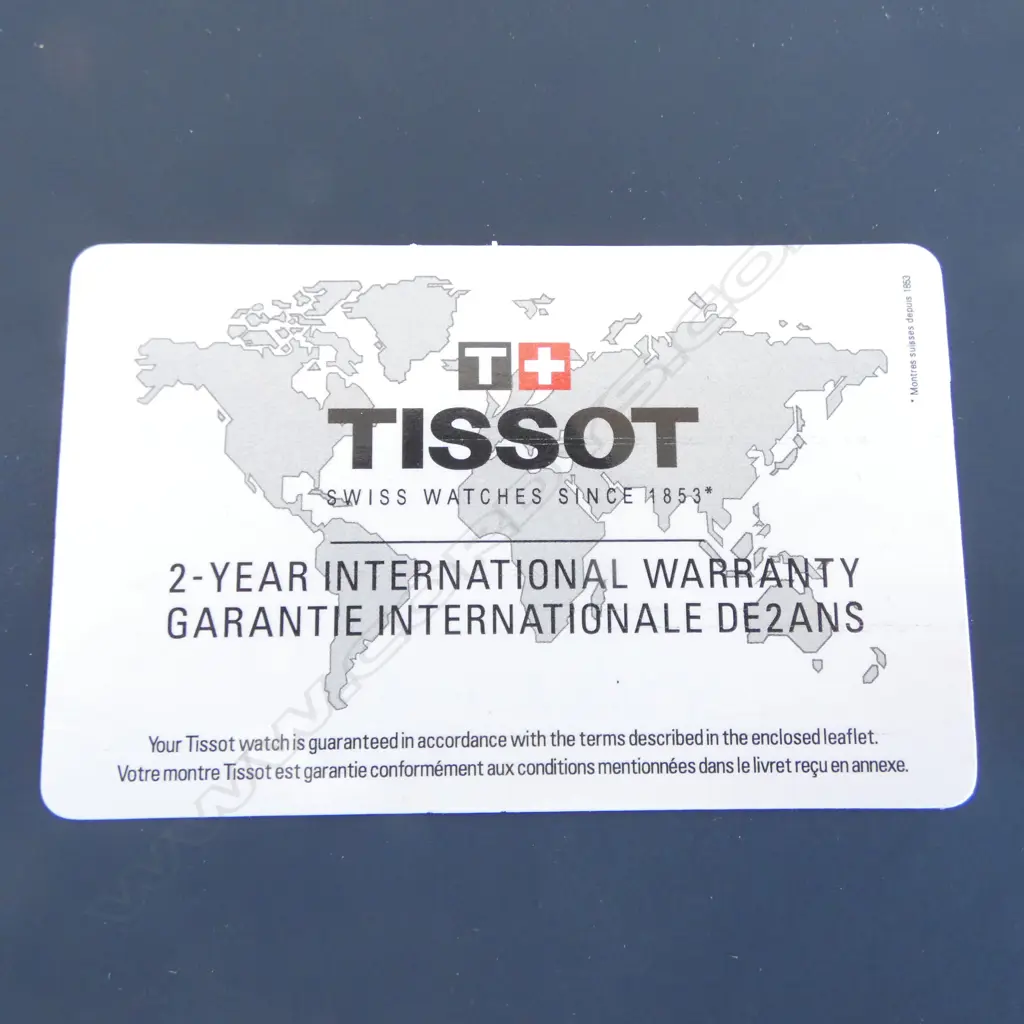 T+
TISSOT
SWISS WATCHES SINCE 1853*
2-YEAR INTERNATIONAL WARRANTY
GARANTIE INTERNATIONALE DE2ANS
Your Tissot watch is guaranteed in accordance with the terms described in the enclosed leaflet.
Votre montre Tissot est garantie conformément aux conditions mentionnées dans le livret reçu en annexe.
* Montres suisses depuis 1853